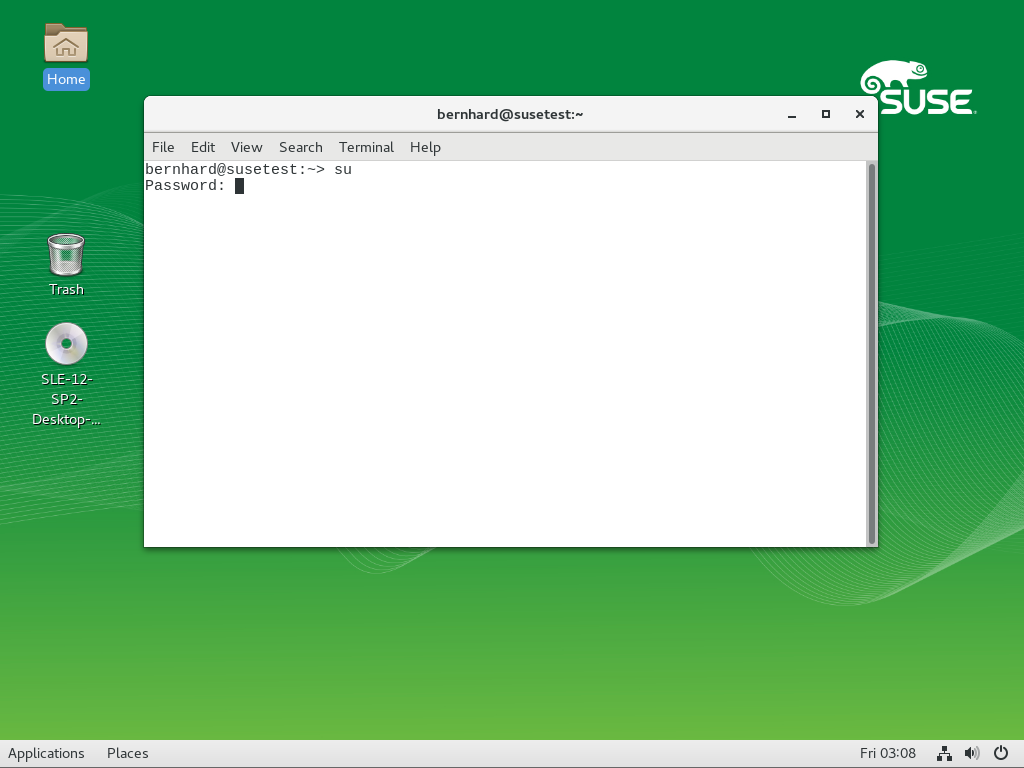 Home
SUSE
bernhard@susetest:~
File Edit View Search Terminal Help
bernhard@susetest:~> su
Password:
Trash
SLE-12-
SP2-
Desktop-...
Applications Places Fri 03:08